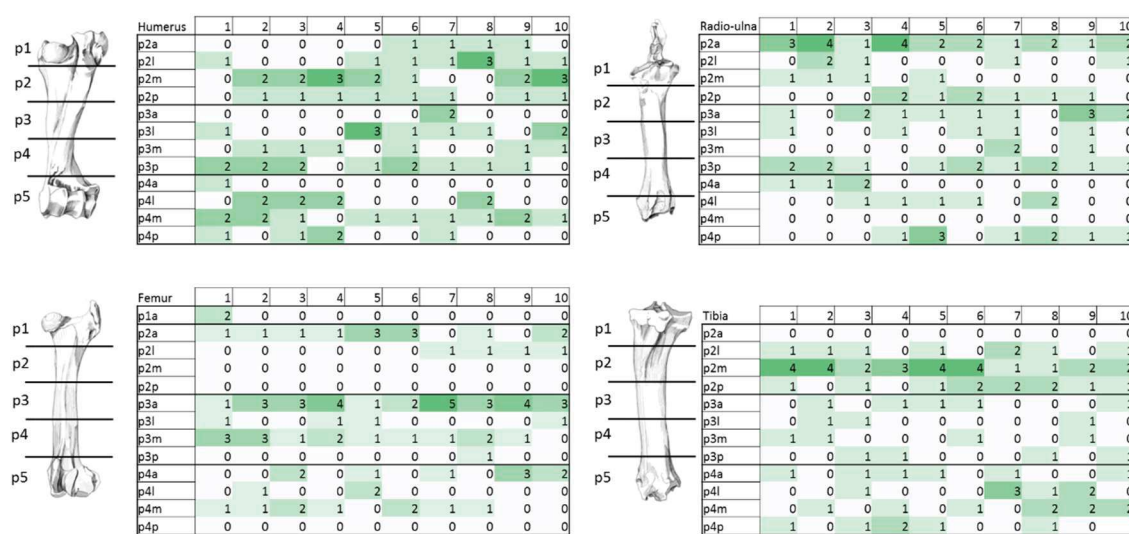 p1
p2
p3
p4
p5
Humerus 1 2 3 4 5 6 7 8 9 10
p2a 0 0 0 0 0 1 1 1 1 0
p2l 1 0 0 0 1 1 1 3 1 1
p2m 0 2 2 3 2 1 0 0 2 3
p2p 0 1 1 1 1 1 1 0 1 1
p3a 0 0 0 0 0 0 2 0 0 0
p3l 1 0 0 0 3 1 1 1 0 2
p3m 0 1 1 1 0 1 0 0 1 1
p3p 2 2 2 0 1 2 1 1 1 0
p4a 1 0 0 0 0 0 0 0 0 0
p4l 0 2 2 2 0 0 0 2 0 0
p4m 2 2 1 0 1 1 1 1 2 1
p4p 1 0 1 2 0 0 1 0 0 0
p1
p2
p3
p4
p5
Radio-ulna 1 2 3 4 5 6 7 8 9 10
p2a 3 4 1 4 2 2 1 2 1 2
p2l 0 2 1 0 0 0 1 0 0 1
p2m 1 1 1 0 1 0 0 0 0 0
p2p 0 0 0 2 1 2 1 1 1 0
p3a 1 0 2 1 1 1 1 0 3 2
p3l 1 0 0 1 0 1 1 0 1 0
p3m 0 0 0 0 0 0 2 0 1 0
p3p 2 2 1 0 1 2 1 2 1 1
p4a 1 1 2 0 0 0 0 0 0 0
p4l 0 0 1 1 1 1 0 2 0 0
p4m 0 0 0 0 0 0 0 0 0 0
p4p 0 0 0 1 3 0 1 2 1 1
p1
p2
p3
p4
p5
Femur 1 2 3 4 5 6 7 8 9 10
p1a 2 0 0 0 0 0 0 0 0 0
p2a 1 1 1 1 3 3 0 1 0 2
p2l 0 0 0 0 0 0 1 1 1 1
p2m 0 0 0 0 0 0 0 0 0 0
p2p 0 0 0 0 0 0 0 0 0 0
p3a 1 3 3 4 1 2 5 3 4 3
p3l 1 0 0 1 1 0 0 0 0 1
p3m 3 3 1 2 1 1 1 2 1 0
p3p 0 0 0 0 0 0 0 1 0 0
p4a 0 0 2 0 1 0 1 0 3 2
p4l 0 1 0 0 2 0 0 0 0 0
p4m 1 1 2 1 0 2 1 1 0 0
p4p 0 0 0 0 0 0 0 0 0 0
p1
p2
p3
p4
p5
Tibia 1 2 3 4 5 6 7 8 9 10
p2a 0 0 0 0 0 0 0 0 0 0
p2l 1 1 1 0 1 0 2 1 0 1
p2m 4 4 2 3 4 4 1 1 2 2
p2p 1 0 1 0 1 2 2 2 1 1
p3a 0 1 0 1 1 1 0 0 1 0
p3l 0 1 1 0 0 0 0 0 1 0
p3m 1 1 0 0 0 1 0 0 1 0
p3p 0 0 1 1 0 0 0 1 0 1
p4a 1 0 1 1 1 0 1 0 0 1
p4l 0 0 1 0 0 0 3 1 2 0
p4m 0 1 0 1 0 1 0 2 2 2
p4p 1 0 1 2 1 0 0 1 0 0